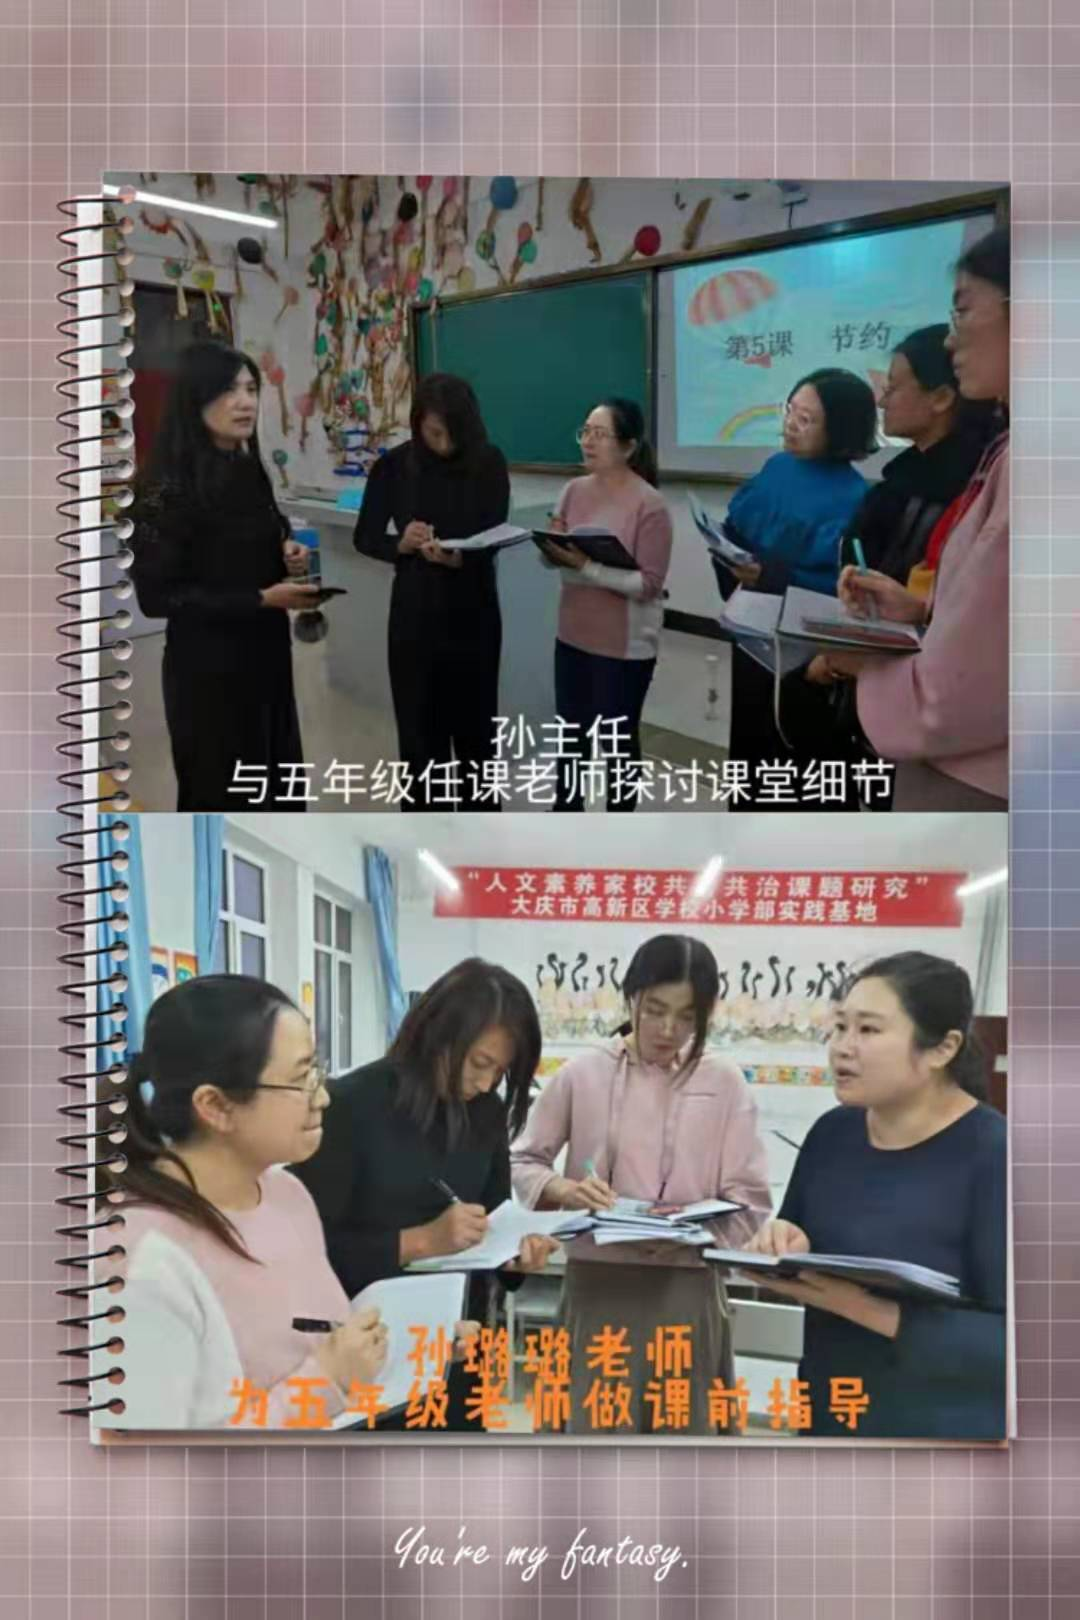 第5课 节约
孙主任
与五年级任课老师探讨课堂细节
“人文素养家校共 共治课题研究”
大庆市高新区学校小学部实践基地
孙璐璐老师
为五年级老师做课前指导
You're my fantasy.